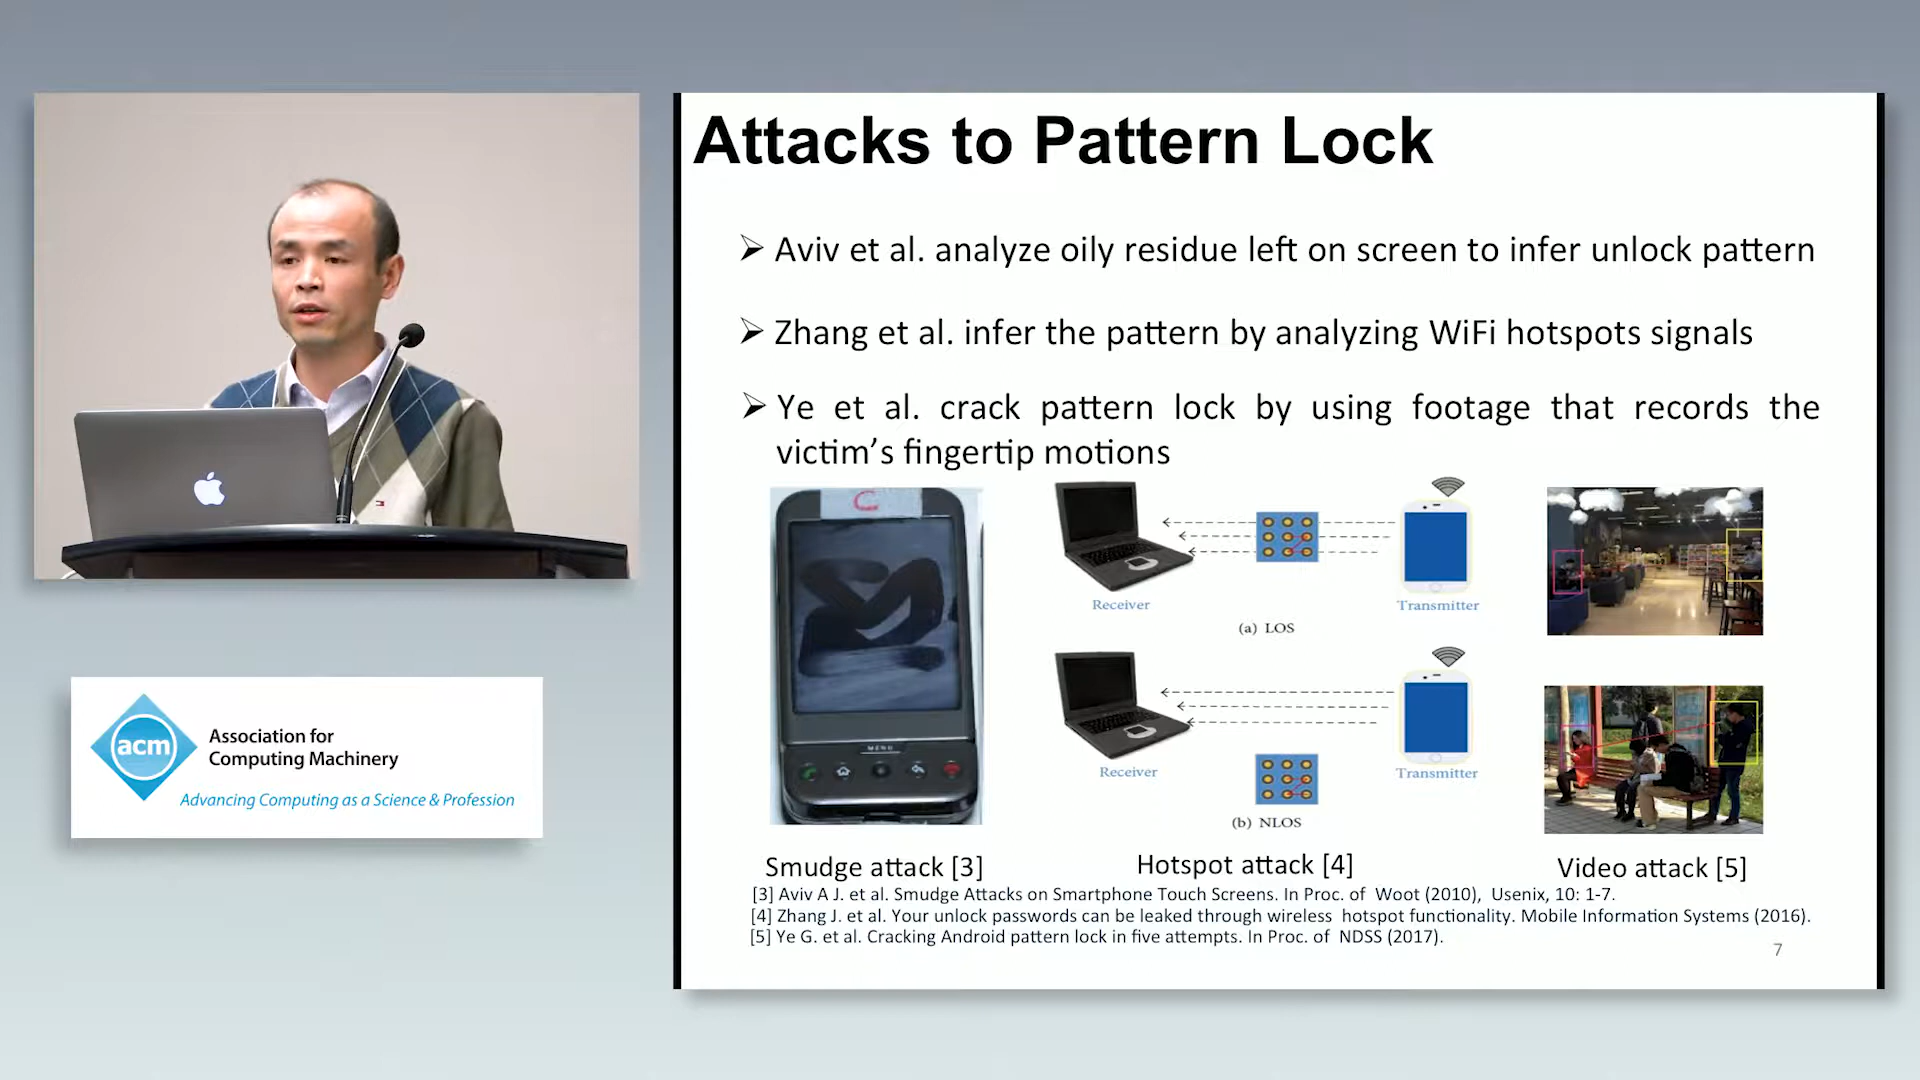 Attacks to Pattern Lock
➢ Aviv et al. analyze oily residue left on screen to infer unlock pattern
➢ Zhang et al. infer the pattern by analyzing WiFi hotspots signals
➢ Ye et al. crack pattern lock by using footage that records the
victim's fingertip motions
C
MENU
Receiver
Transmitter
(a) LOS
Receiver
Transmitter
(b) NLOS
Smudge attack [3]
Hotspot attack [4]
Video attack [5]
[3] Aviv A J. et al. Smudge Attacks on Smartphone Touch Screens. In Proc. of Woot (2010), Usenix, 10: 1-7.
[4] Zhang J. et al. Your unlock passwords can be leaked through wireless hotspot functionality. Mobile Information Systems (2016).
[5] Ye G. et al. Cracking Android pattern lock in five attempts. In Proc. of NDSS (2017).
7
acm
Association for
Computing Machinery
Advancing Computing as a Science & Profession